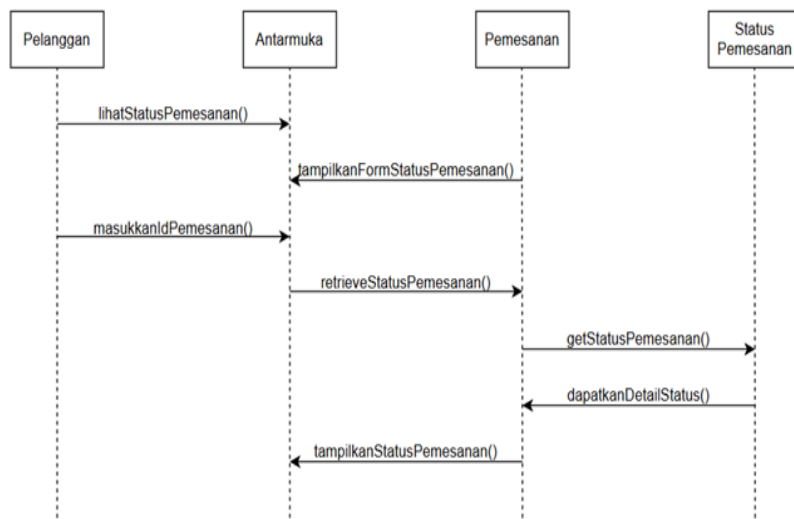 Pelanggan
Antarmuka
Pemesanan
Status
Pemesanan
lihatStatusPemesanan()
tampilkanFormStatusPemesanan()
masukkanIdPemesanan()
retrieveStatusPemesanan()
getStatusPemesanan()
dapatkanDetailStatus()
tampilkanStatusPemesanan()